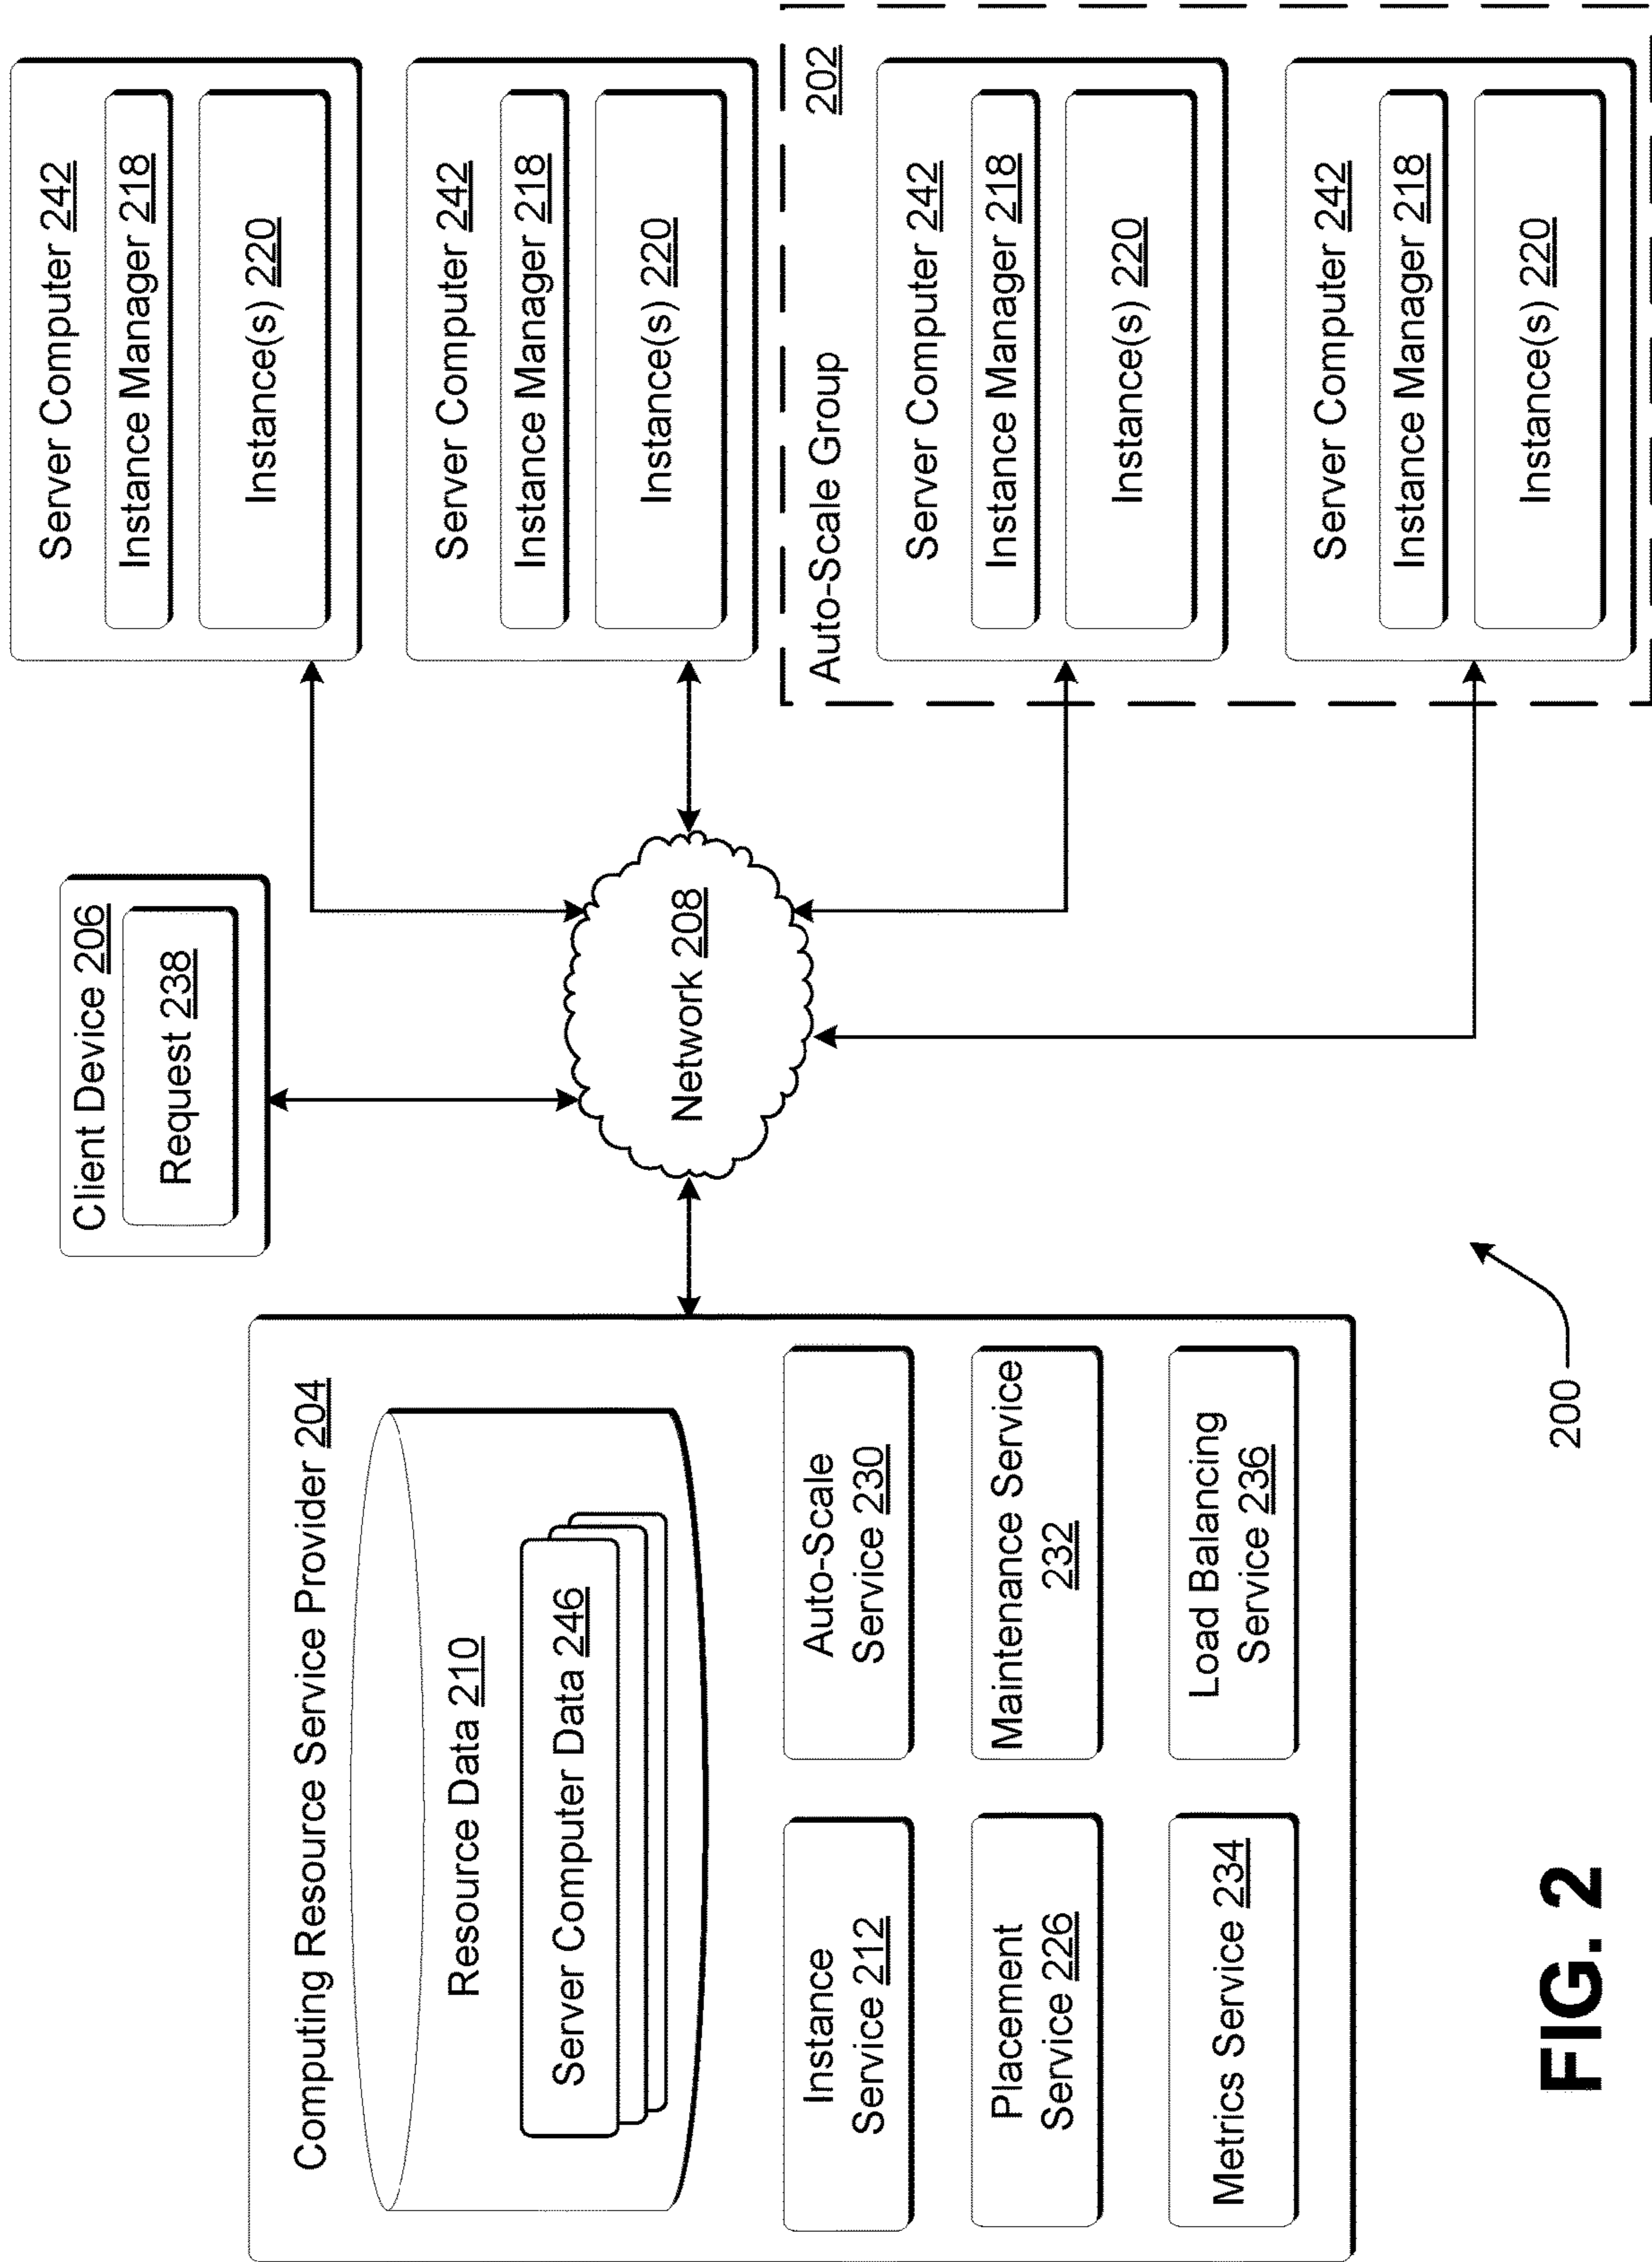 Computing Resource Service Provider 204
Resource Data 210
Server Computer Data 246
Instance
Service 212
Auto-Scale
Service 230
Placement
Service 226
Maintenance Service
232
Metrics Service 234
Load Balancing
Service 236
Client Device 206
Request 238
Network 208
Server Computer 242
Instance Manager 218
Instance(s) 220
Server Computer 242
Instance Manager 218
Instance(s) 220
Auto-Scale Group 202
Server Computer 242
Instance Manager 218
Instance(s) 220
Server Computer 242
Instance Manager 218
Instance(s) 220
200
FIG. 2